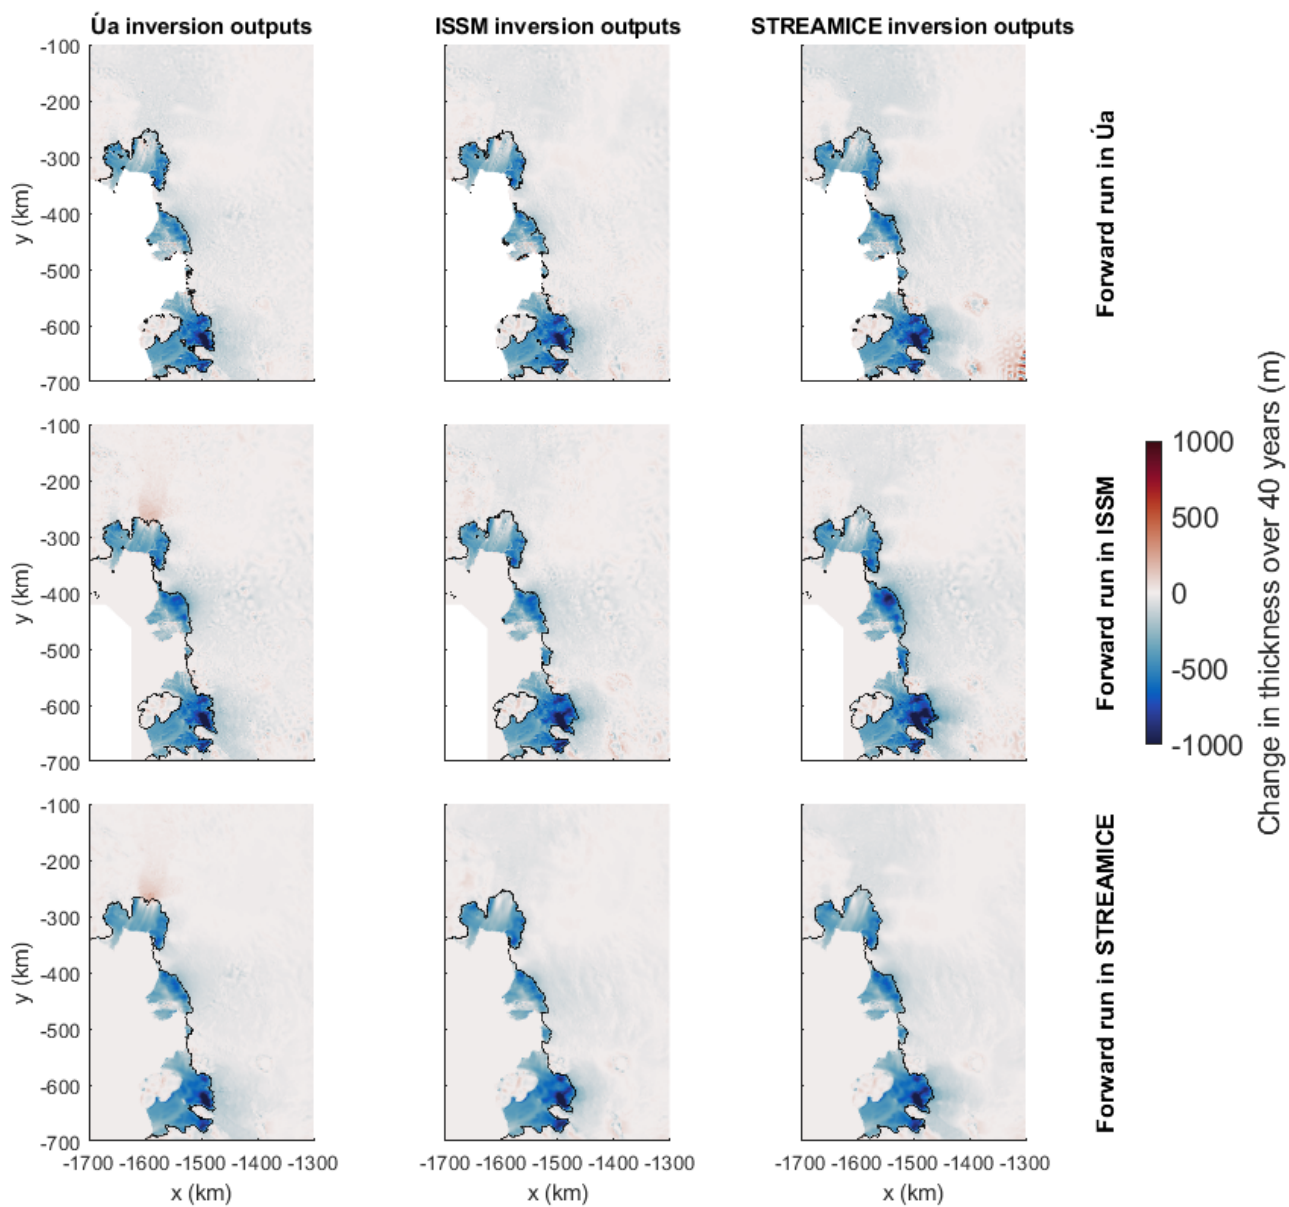 Úa inversion outputs
ISSM inversion outputs
STREAMICE inversion outputs
-100
-200
-300
-400
-500
-600
-700
y (km)
Forward run in Úa
-100
-200
-300
-400
-500
-600
-700
y (km)
Forward run in ISSM
-100
-200
-300
-400
-500
-600
-700
y (km)
Forward run in STREAMICE
-1700 -1600 -1500 -1400 -1300
x (km)
-1700 -1600 -1500 -1400 -1300
x (km)
-1700 -1600 -1500 -1400 -1300
x (km)
1000
500
0
-500
-1000
Change in thickness over 40 years (m)